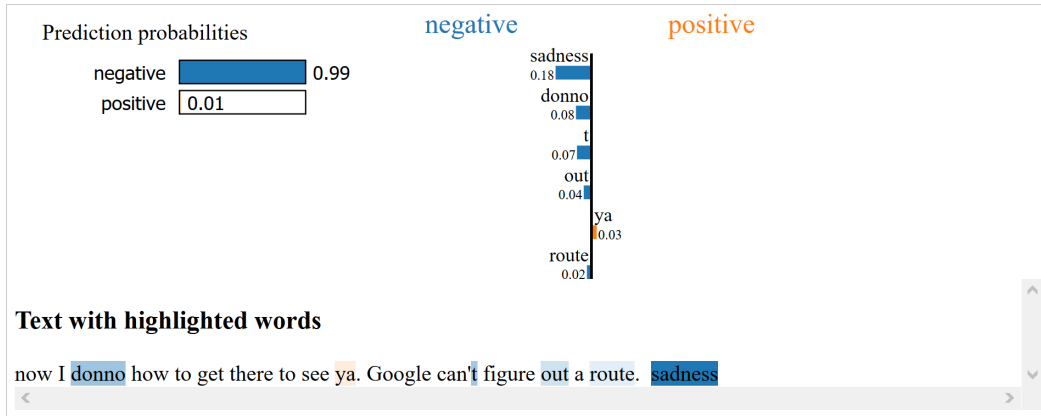 Prediction probabilities
negative 0.99
positive 0.01
negative positive
sadness
0.18
donno
0.08
t
0.07
out
0.04
ya
0.03
route
0.02
Text with highlighted words
now I donno how to get there to see ya. Google can't figure out a route. sadness